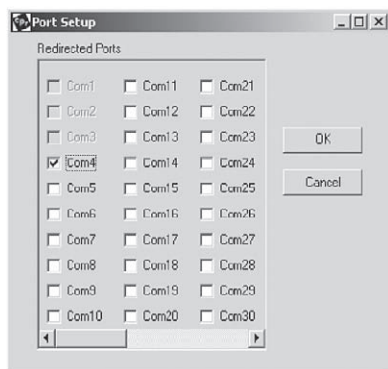 Port Setup
Redirected Ports
Com1 Com11 Com21
Com2 Com12 Com22
Com3 Com13 Com23
Com4 Com14 Com24
Com5 Com15 Com25
Com6 Com16 Com26
Com7 Com17 Com27
Com8 Com18 Com28
Com9 Com19 Com29
Com10 Com20 Com30
OK
Cancel